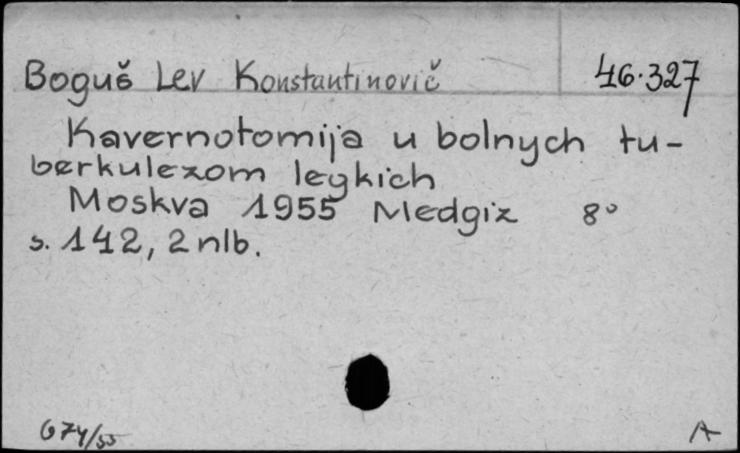 Boguš Lev Konstantinovič 46.327
Kavernotomija u bolnych tu-
berkulezom legkich
Moskva 1955 Medgiz 8°
s. 142, 2 nlb.
674/55 A